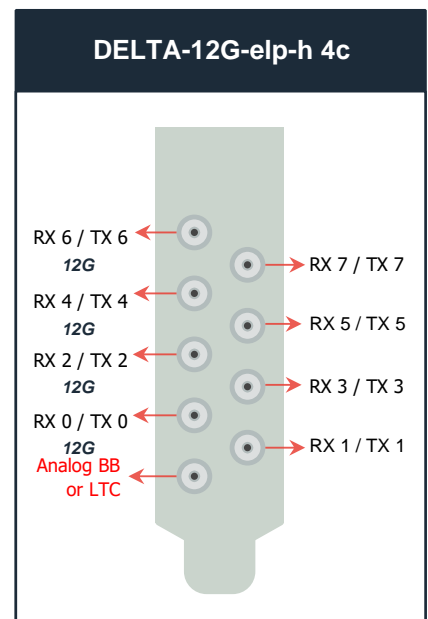 DELTA-12G-elp-h 4c
RX 6 / TX 6
12G
RX 7 / TX 7
RX 4 / TX 4
12G
RX 5 / TX 5
RX 2 / TX 2
12G
RX 3 / TX 3
RX 0 / TX 0
12G
RX 1 / TX 1
Analog BB
or LTC